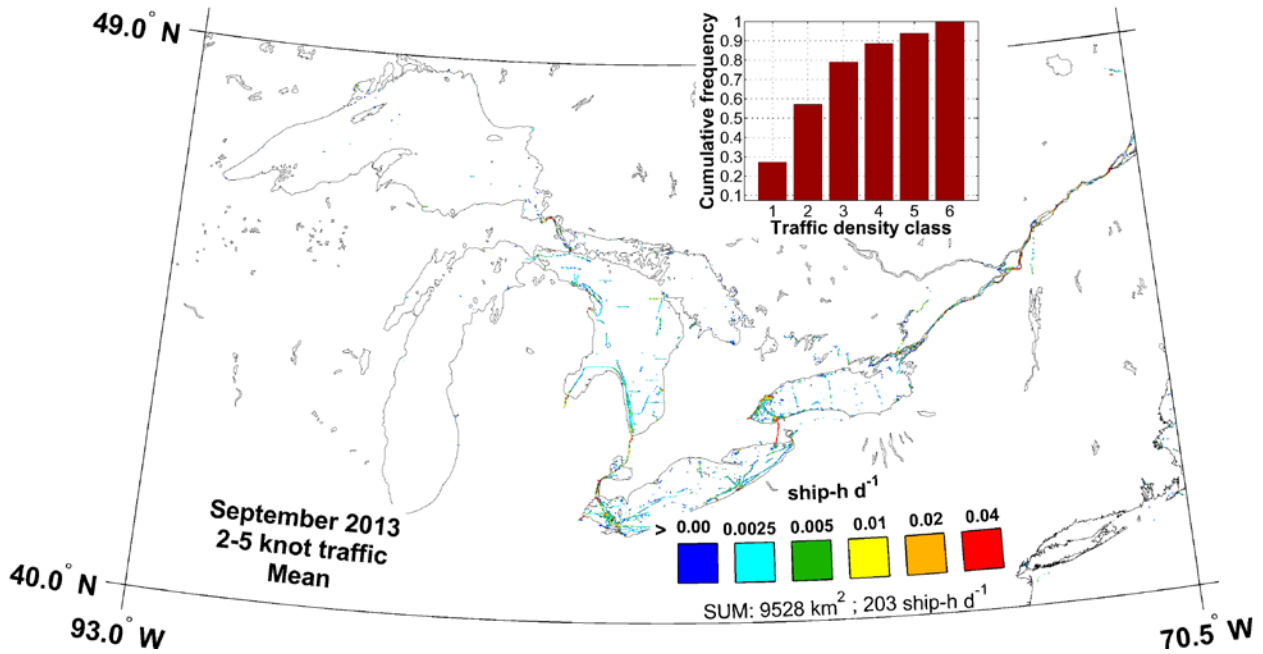 49.0° N
1
0.9
0.8
0.7
0.6
0.5
0.4
0.3
0.2
0.1
Cumulative frequency
1 2 3 4 5 6
Traffic density class
September 2013
2-5 knot traffic
Mean
ship-h d⁻¹
> 0.00 0.0025 0.005 0.01 0.02 0.04
SUM: 9528 km² ; 203 ship-h d⁻¹
40.0° N
93.0° W
70.5° W